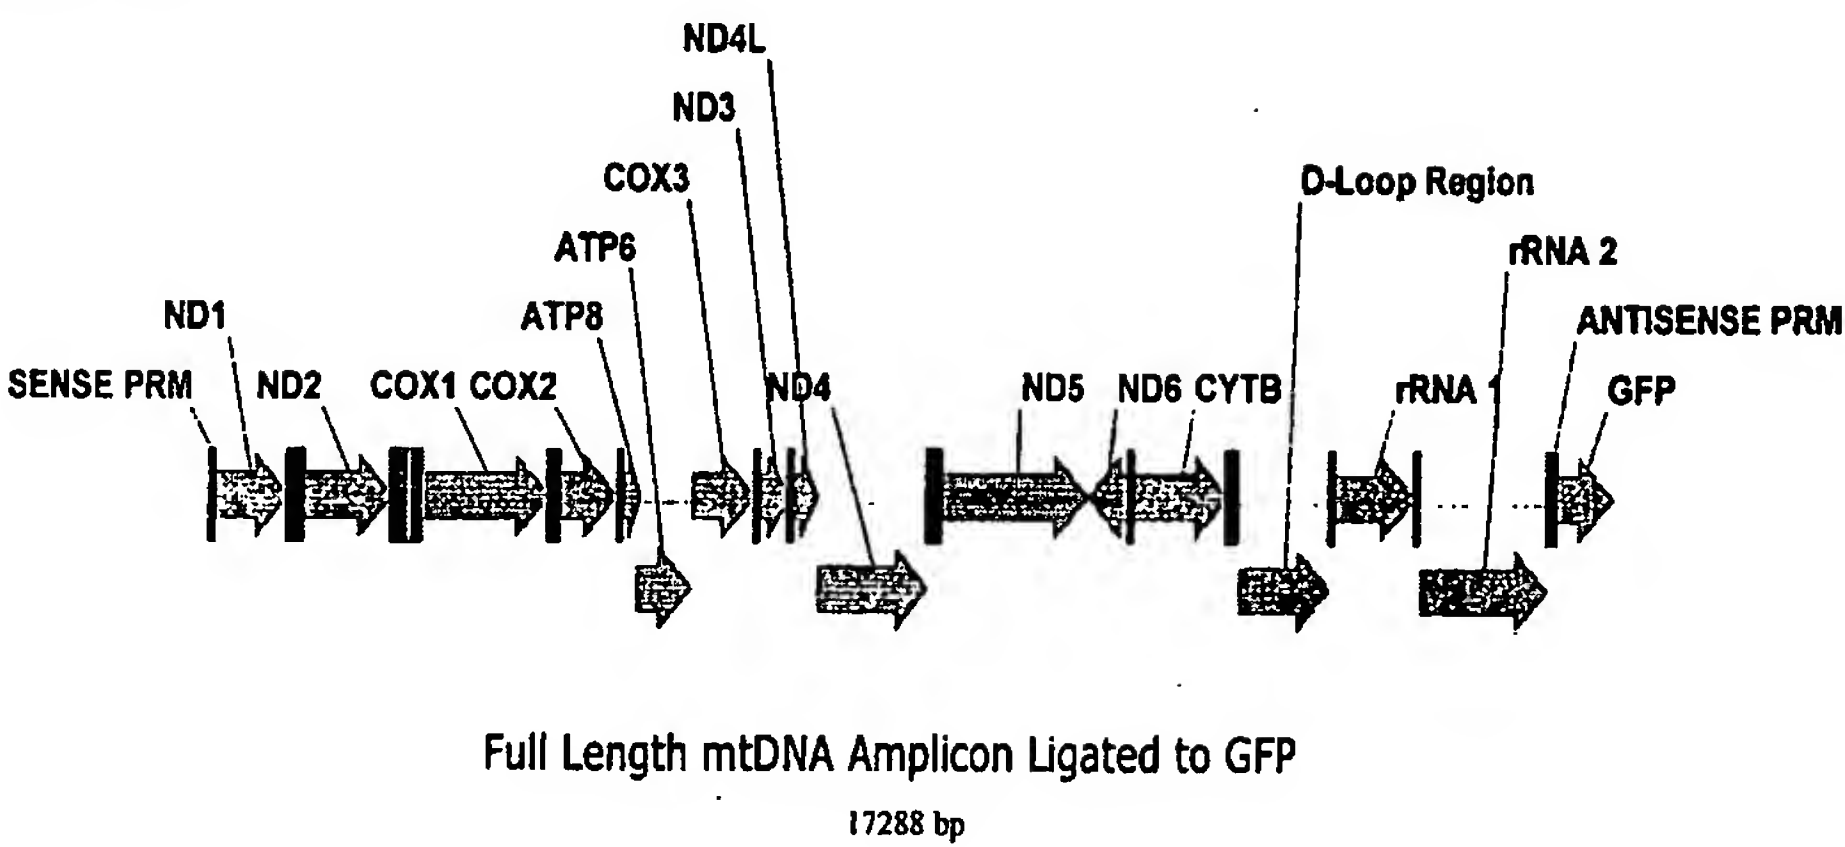 ND4L
ND3
COX3
D-Loop Region
ATP6
rRNA 2
ND1
ATP8
ANTISENSE PRM
SENSE PRM
ND2
COX1 COX2
ND4
ND5
ND6 CYTB
rRNA 1
GFP
Full Length mtDNA Amplicon Ligated to GFP
17288 bp